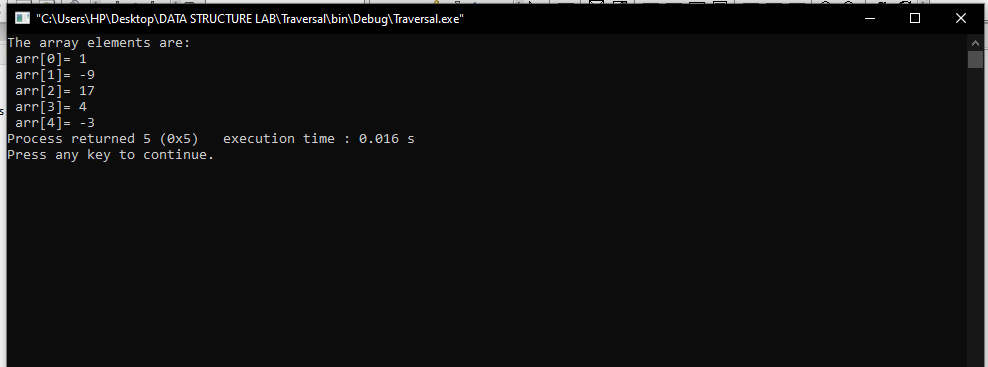 "C:\Users\HP\Desktop\DATA STRUCTURE LAB\Traversal\bin\Debug\Traversal.exe"
The array elements are:
 arr[0]= 1
 arr[1]= -9
 arr[2]= 17
 arr[3]= 4
 arr[4]= -3
Process returned 5 (0x5)   execution time : 0.016 s
Press any key to continue.